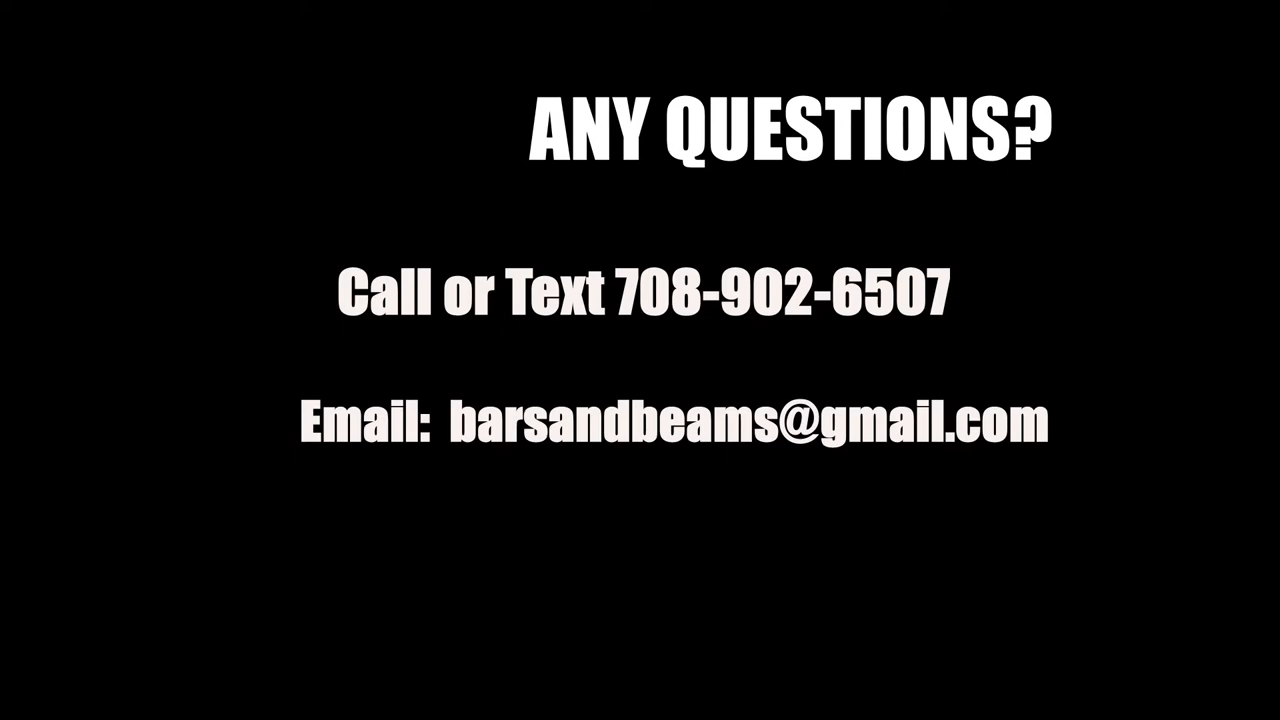 ANY QUESTIONS?
Call or Text 708-902-6507
Email: barsandbeams@gmail.com